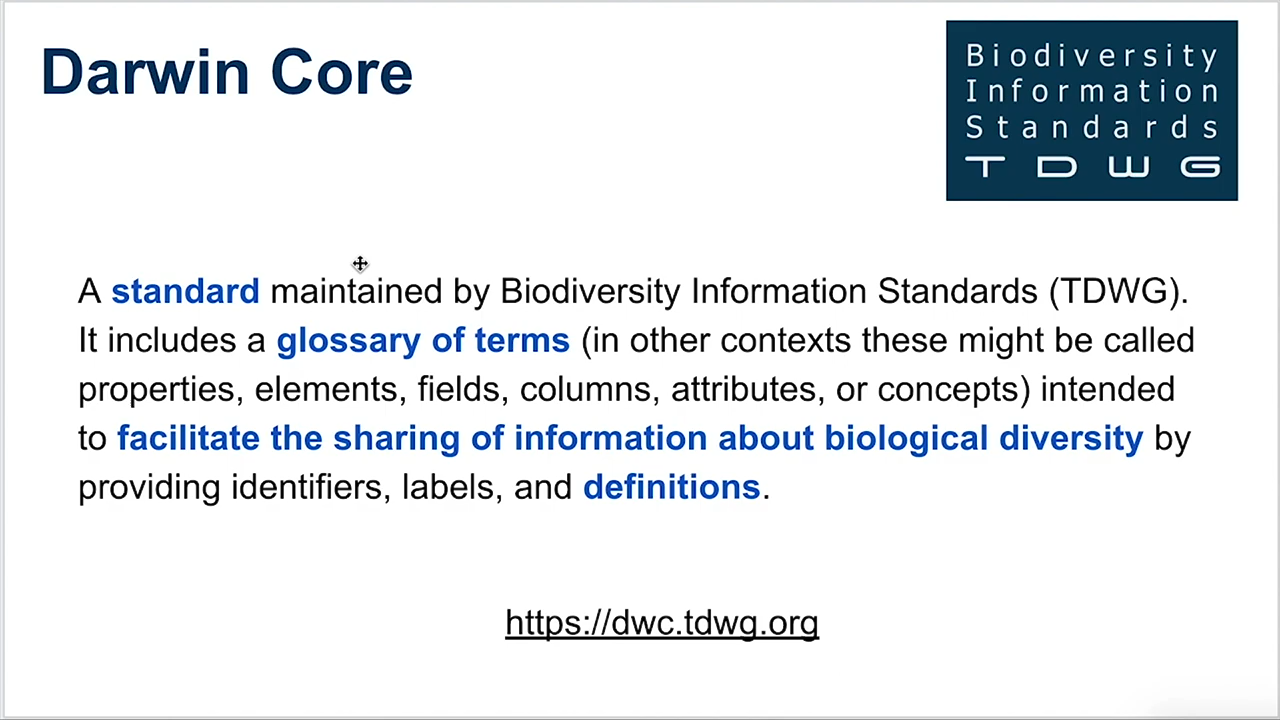 Darwin Core
Biodiversity
Information
Standards
TDWG
A standard maintained by Biodiversity Information Standards (TDWG).
It includes a glossary of terms (in other contexts these might be called
properties, elements, fields, columns, attributes, or concepts) intended
to facilitate the sharing of information about biological diversity by
providing identifiers, labels, and definitions.
https://dwc.tdwg.org